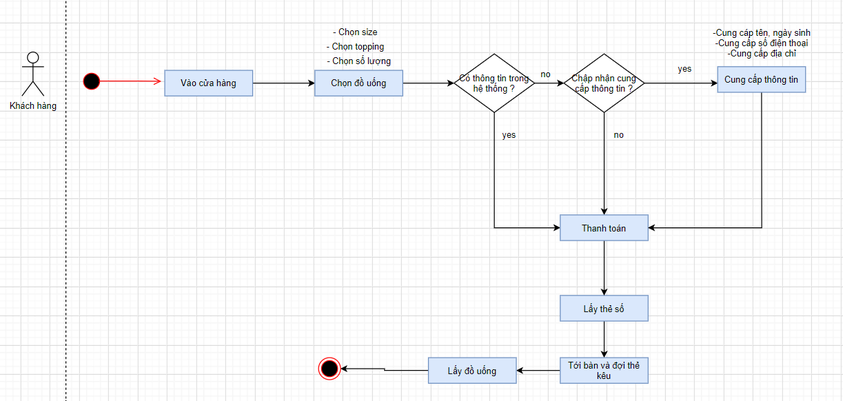 - Chọn size
- Chọn topping
- Chọn số lượng
-Cung cấp tên, ngày sinh
-Cung cấp số điện thoại
-Cung cấp địa chỉ
Khách hàng
Vào cửa hàng
Chọn đồ uống
Có thông tin trong
hệ thống ?
no
Chấp nhận cung
cấp thông tin ?
yes
Cung cấp thông tin
yes
no
Thanh toán
Lấy thẻ số
Tới bàn và đợi thẻ
kêu
Lấy đồ uống